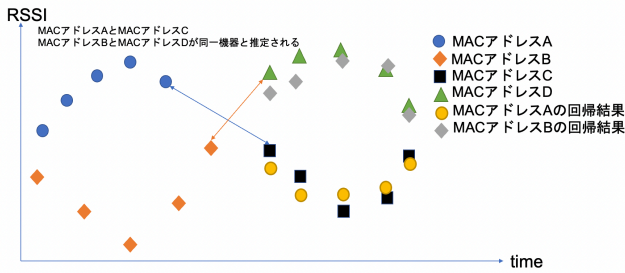 RSSI
MACアドレスAとMACアドレスC
MACアドレスBとMACアドレスDが同一機器と推定される
MACアドレスA
MACアドレスB
MACアドレスC
MACアドレスD
MACアドレスAの回帰結果
MACアドレスBの回帰結果
time